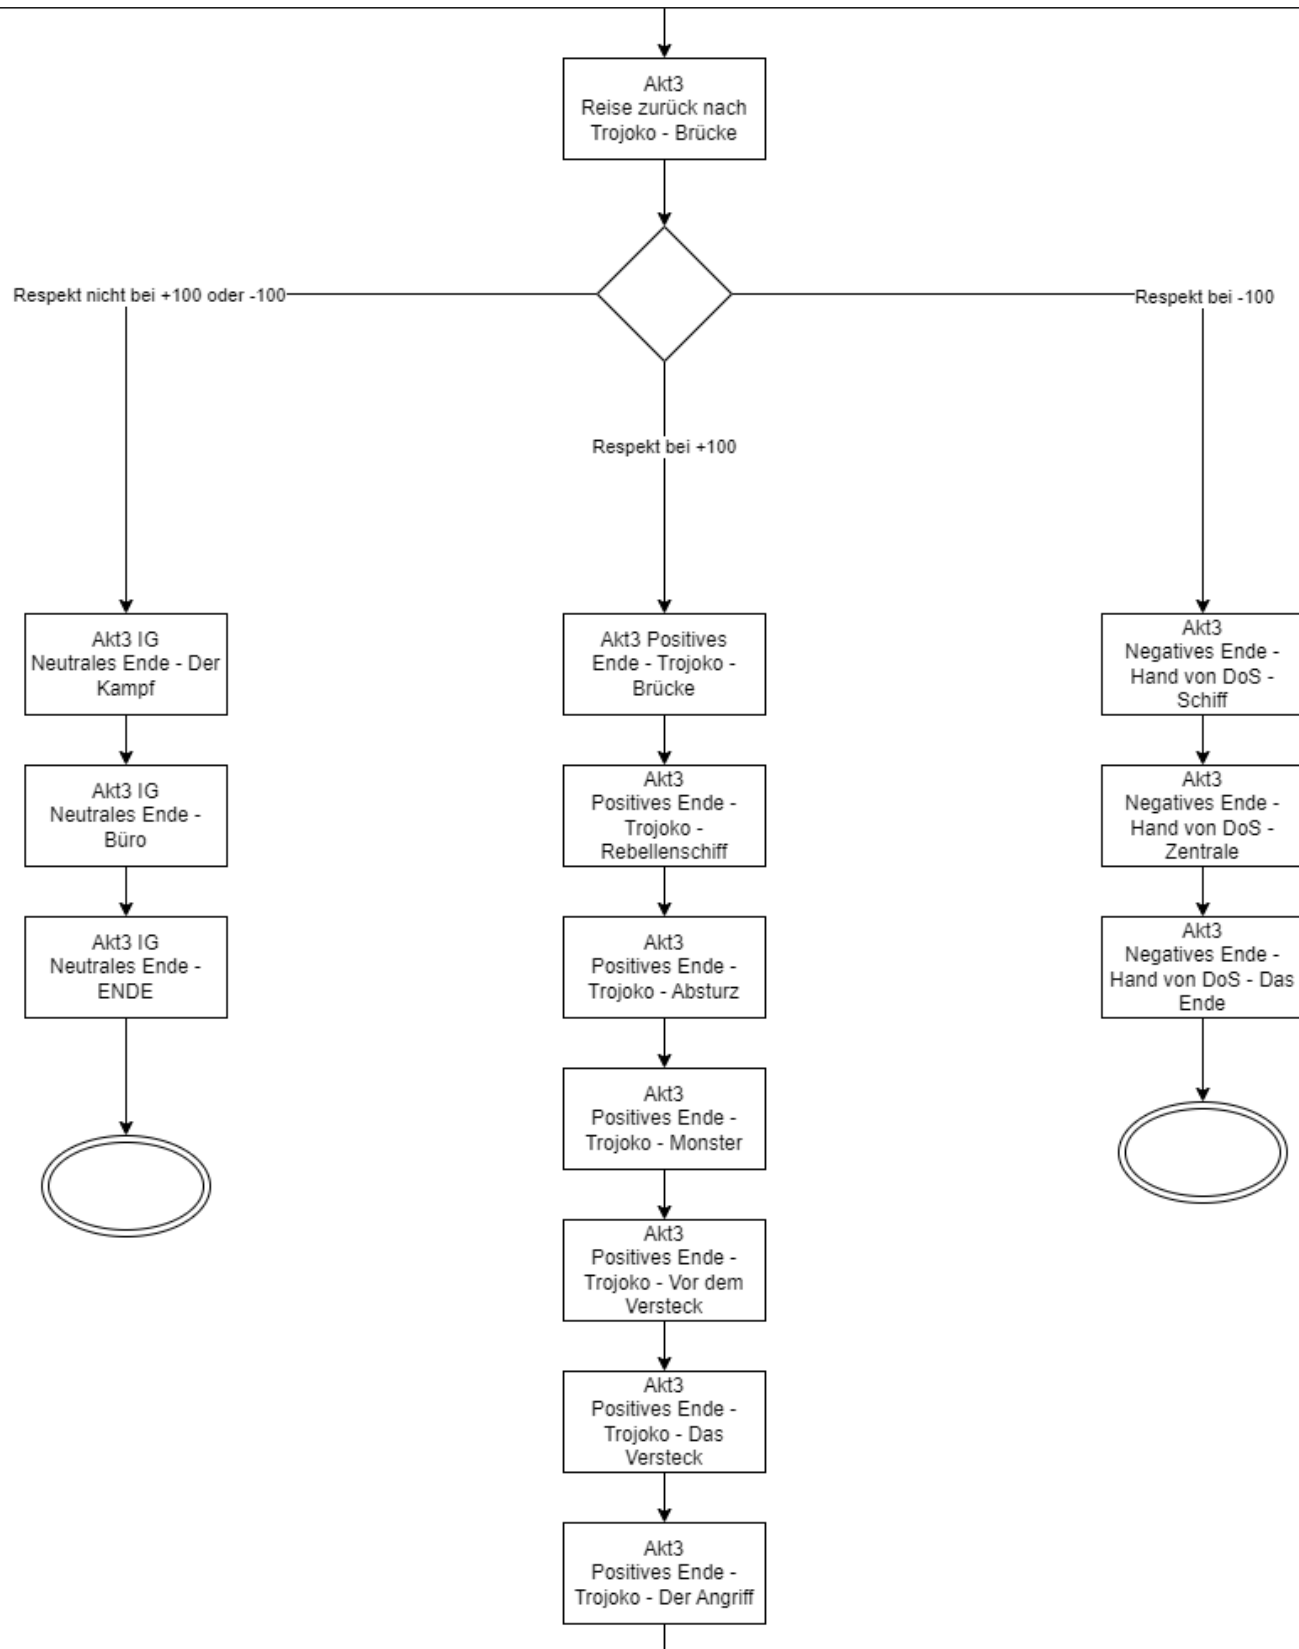 Akt3
Reise zurück nach
Trojoko - Brücke
Respekt nicht bei +100 oder -100
Respekt bei -100
Respekt bei +100
Akt3 IG
Neutrales Ende - Der
Kampf
Akt3 Positives
Ende - Trojoko -
Brücke
Akt3
Negatives Ende -
Hand von DoS -
Schiff
Akt3 IG
Neutrales Ende -
Büro
Akt3
Positives Ende -
Trojoko -
Rebellenschiff
Akt3
Negatives Ende -
Hand von DoS -
Zentrale
Akt3 IG
Neutrales Ende -
ENDE
Akt3
Positives Ende -
Trojoko - Absturz
Akt3
Negatives Ende -
Hand von DoS - Das
Ende
Akt3
Positives Ende -
Trojoko - Monster
Akt3
Positives Ende -
Trojoko - Vor dem
Versteck
Akt3
Positives Ende -
Trojoko - Das
Versteck
Akt3
Positives Ende -
Trojoko - Der Angriff